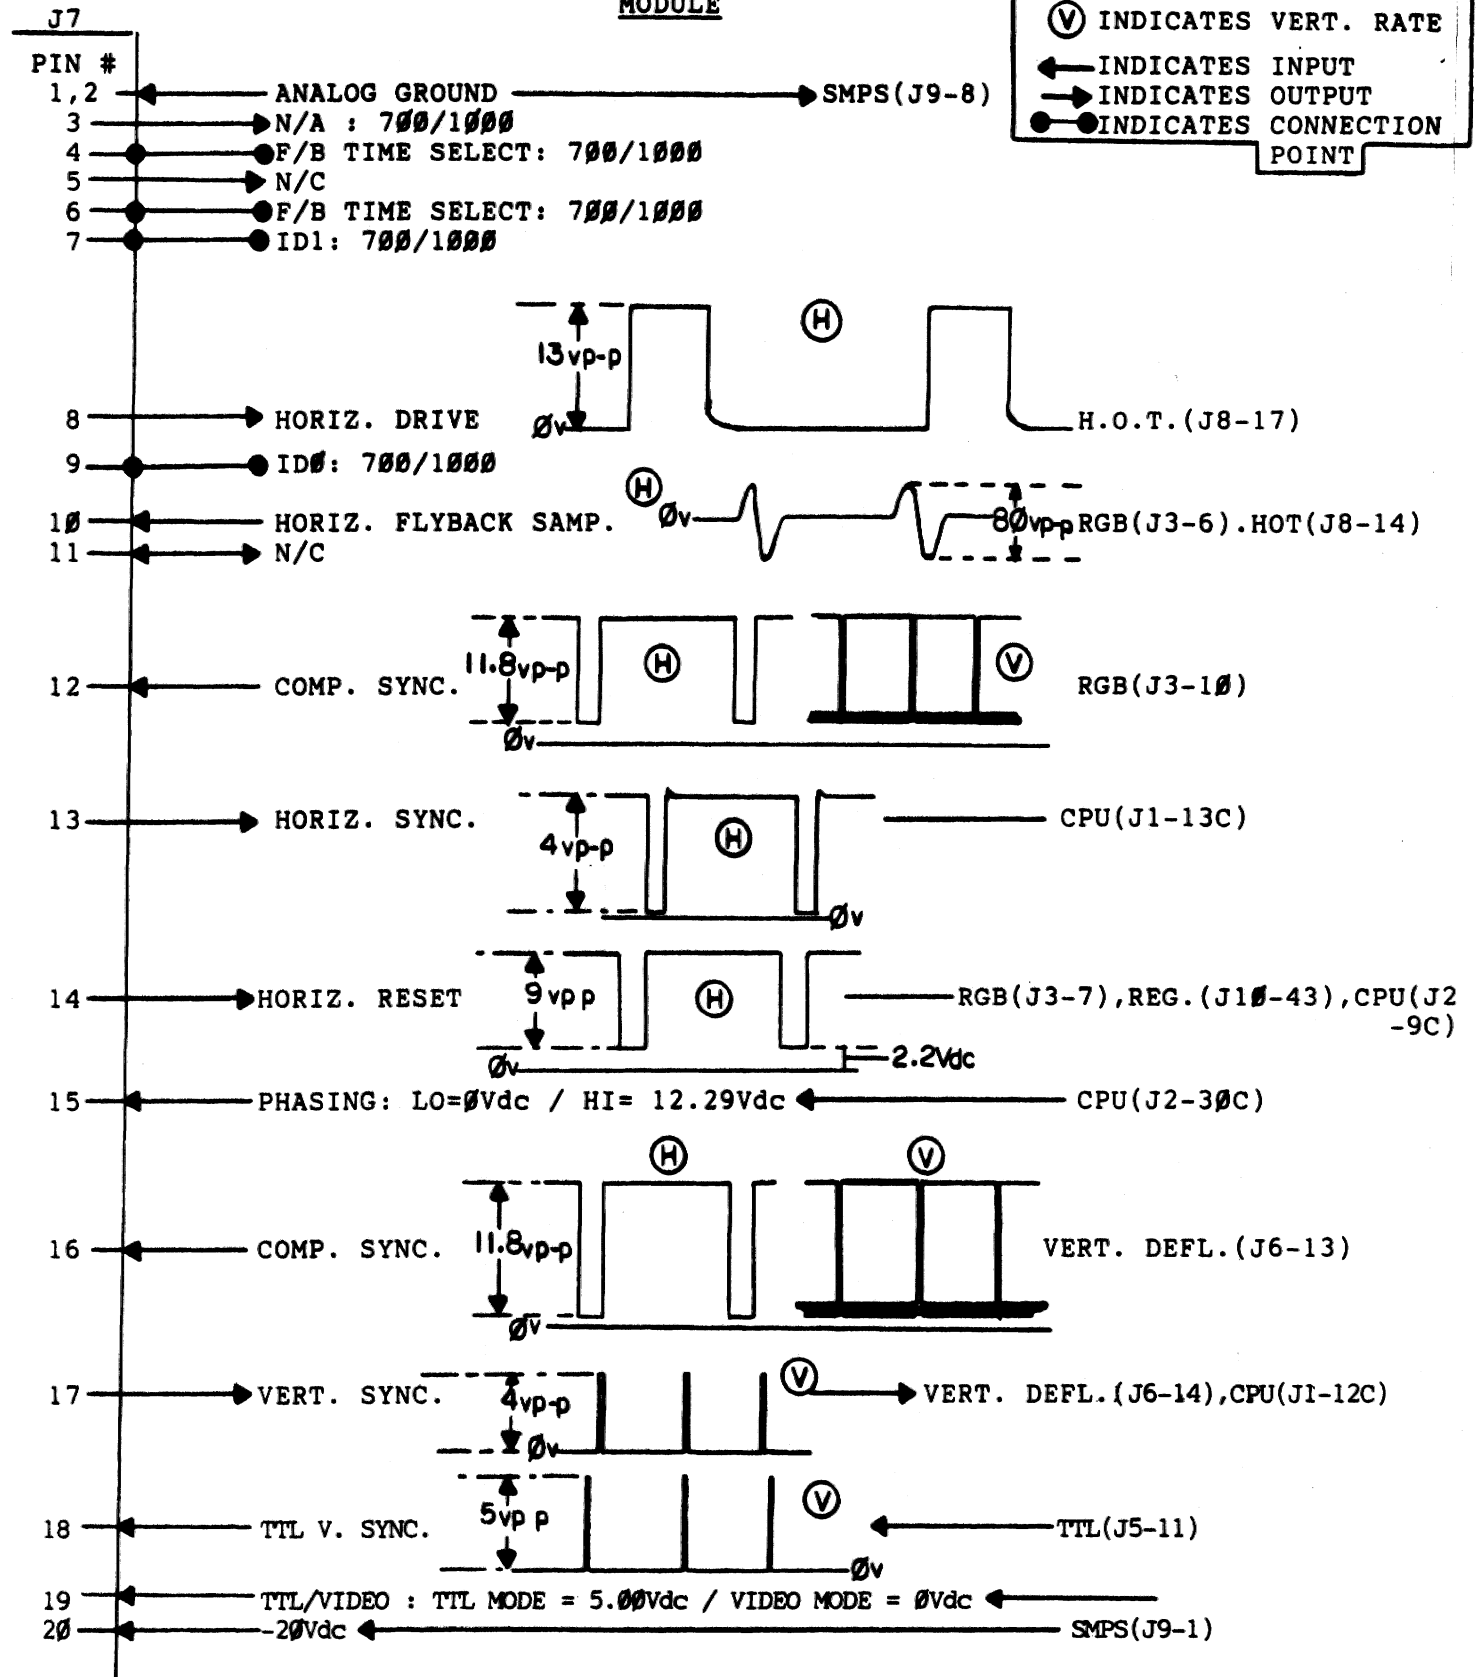 MODULE
J7
PIN #
Ⓥ INDICATES VERT. RATE
INDICATES INPUT
INDICATES OUTPUT
INDICATES CONNECTION
POINT
1,2 ANALOG GROUND SMPS(J9-8)
3 N/A : 7ØØ/1ØØØ
4 F/B TIME SELECT: 7ØØ/1ØØØ
5 N/C
6 F/B TIME SELECT: 7ØØ/1ØØØ
7 ID1: 7ØØ/1ØØØ
H
13vp-p
8 HORIZ. DRIVE Øv H.O.T.(J8-17)
9 IDØ: 7ØØ/1ØØØ
H
1Ø HORIZ. FLYBACK SAMP. Øv 8Øvp-p RGB(J3-6).HOT(J8-14)
11 N/C
11.8vp-p H V
12 COMP. SYNC. RGB(J3-1Ø)
Øv
13 HORIZ. SYNC. H CPU(J1-13C)
4vp-p
Øv
14 HORIZ. RESET 9vpp H RGB(J3-7),REG.(J1Ø-43),CPU(J2
-9C)
Øv 2.2Vdc
15 PHASING: LO=ØVdc / HI= 12.29Vdc CPU(J2-3ØC)
H V
16 COMP. SYNC. 11.8vp-p VERT. DEFL.(J6-13)
Øv
V
17 VERT. SYNC. 4vp-p VERT. DEFL.(J6-14),CPU(J1-12C)
Øv
5vpp V
18 TTL V. SYNC. TTL(J5-11)
Øv
19 TTL/VIDEO : TTL MODE = 5.ØØVdc / VIDEO MODE = ØVdc
2Ø -2ØVdc SMPS(J9-1)